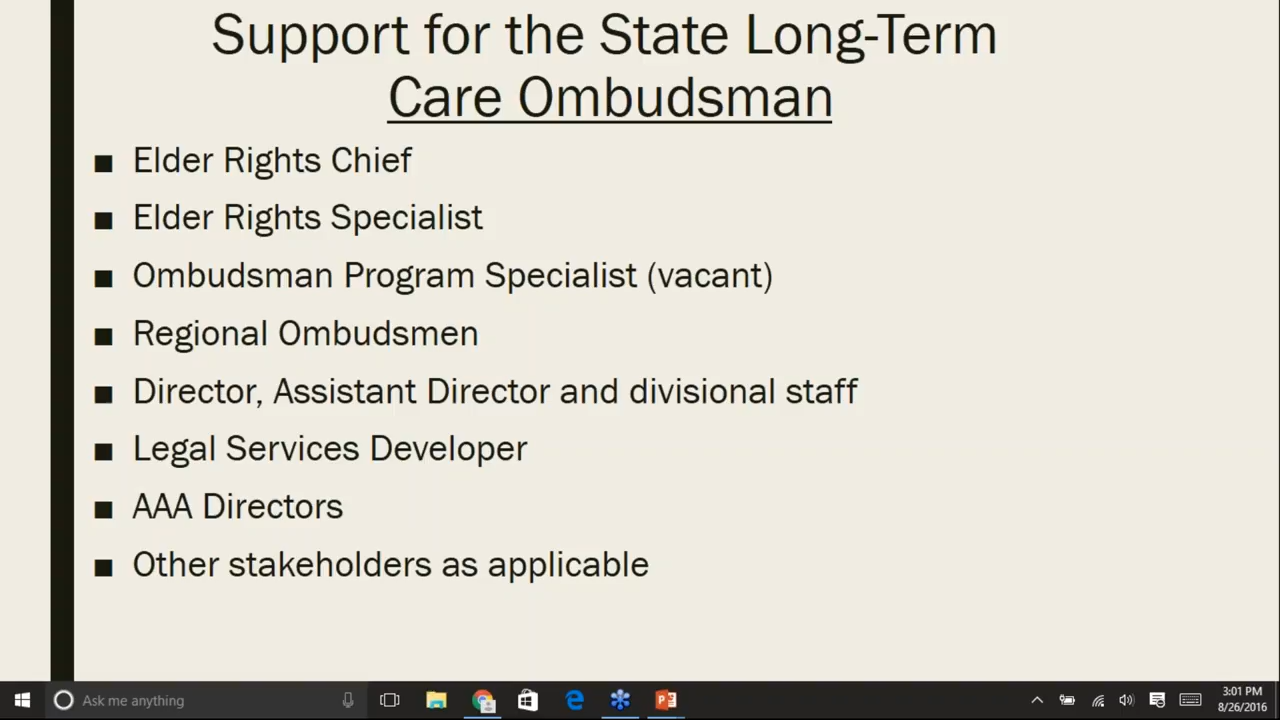 Support for the State Long-Term
Care Ombudsman
■ Elder Rights Chief
■ Elder Rights Specialist
■ Ombudsman Program Specialist (vacant)
■ Regional Ombudsmen
■ Director, Assistant Director and divisional staff
■ Legal Services Developer
■ AAA Directors
■ Other stakeholders as applicable
Ask me anything
3:01 PM
8/26/2016